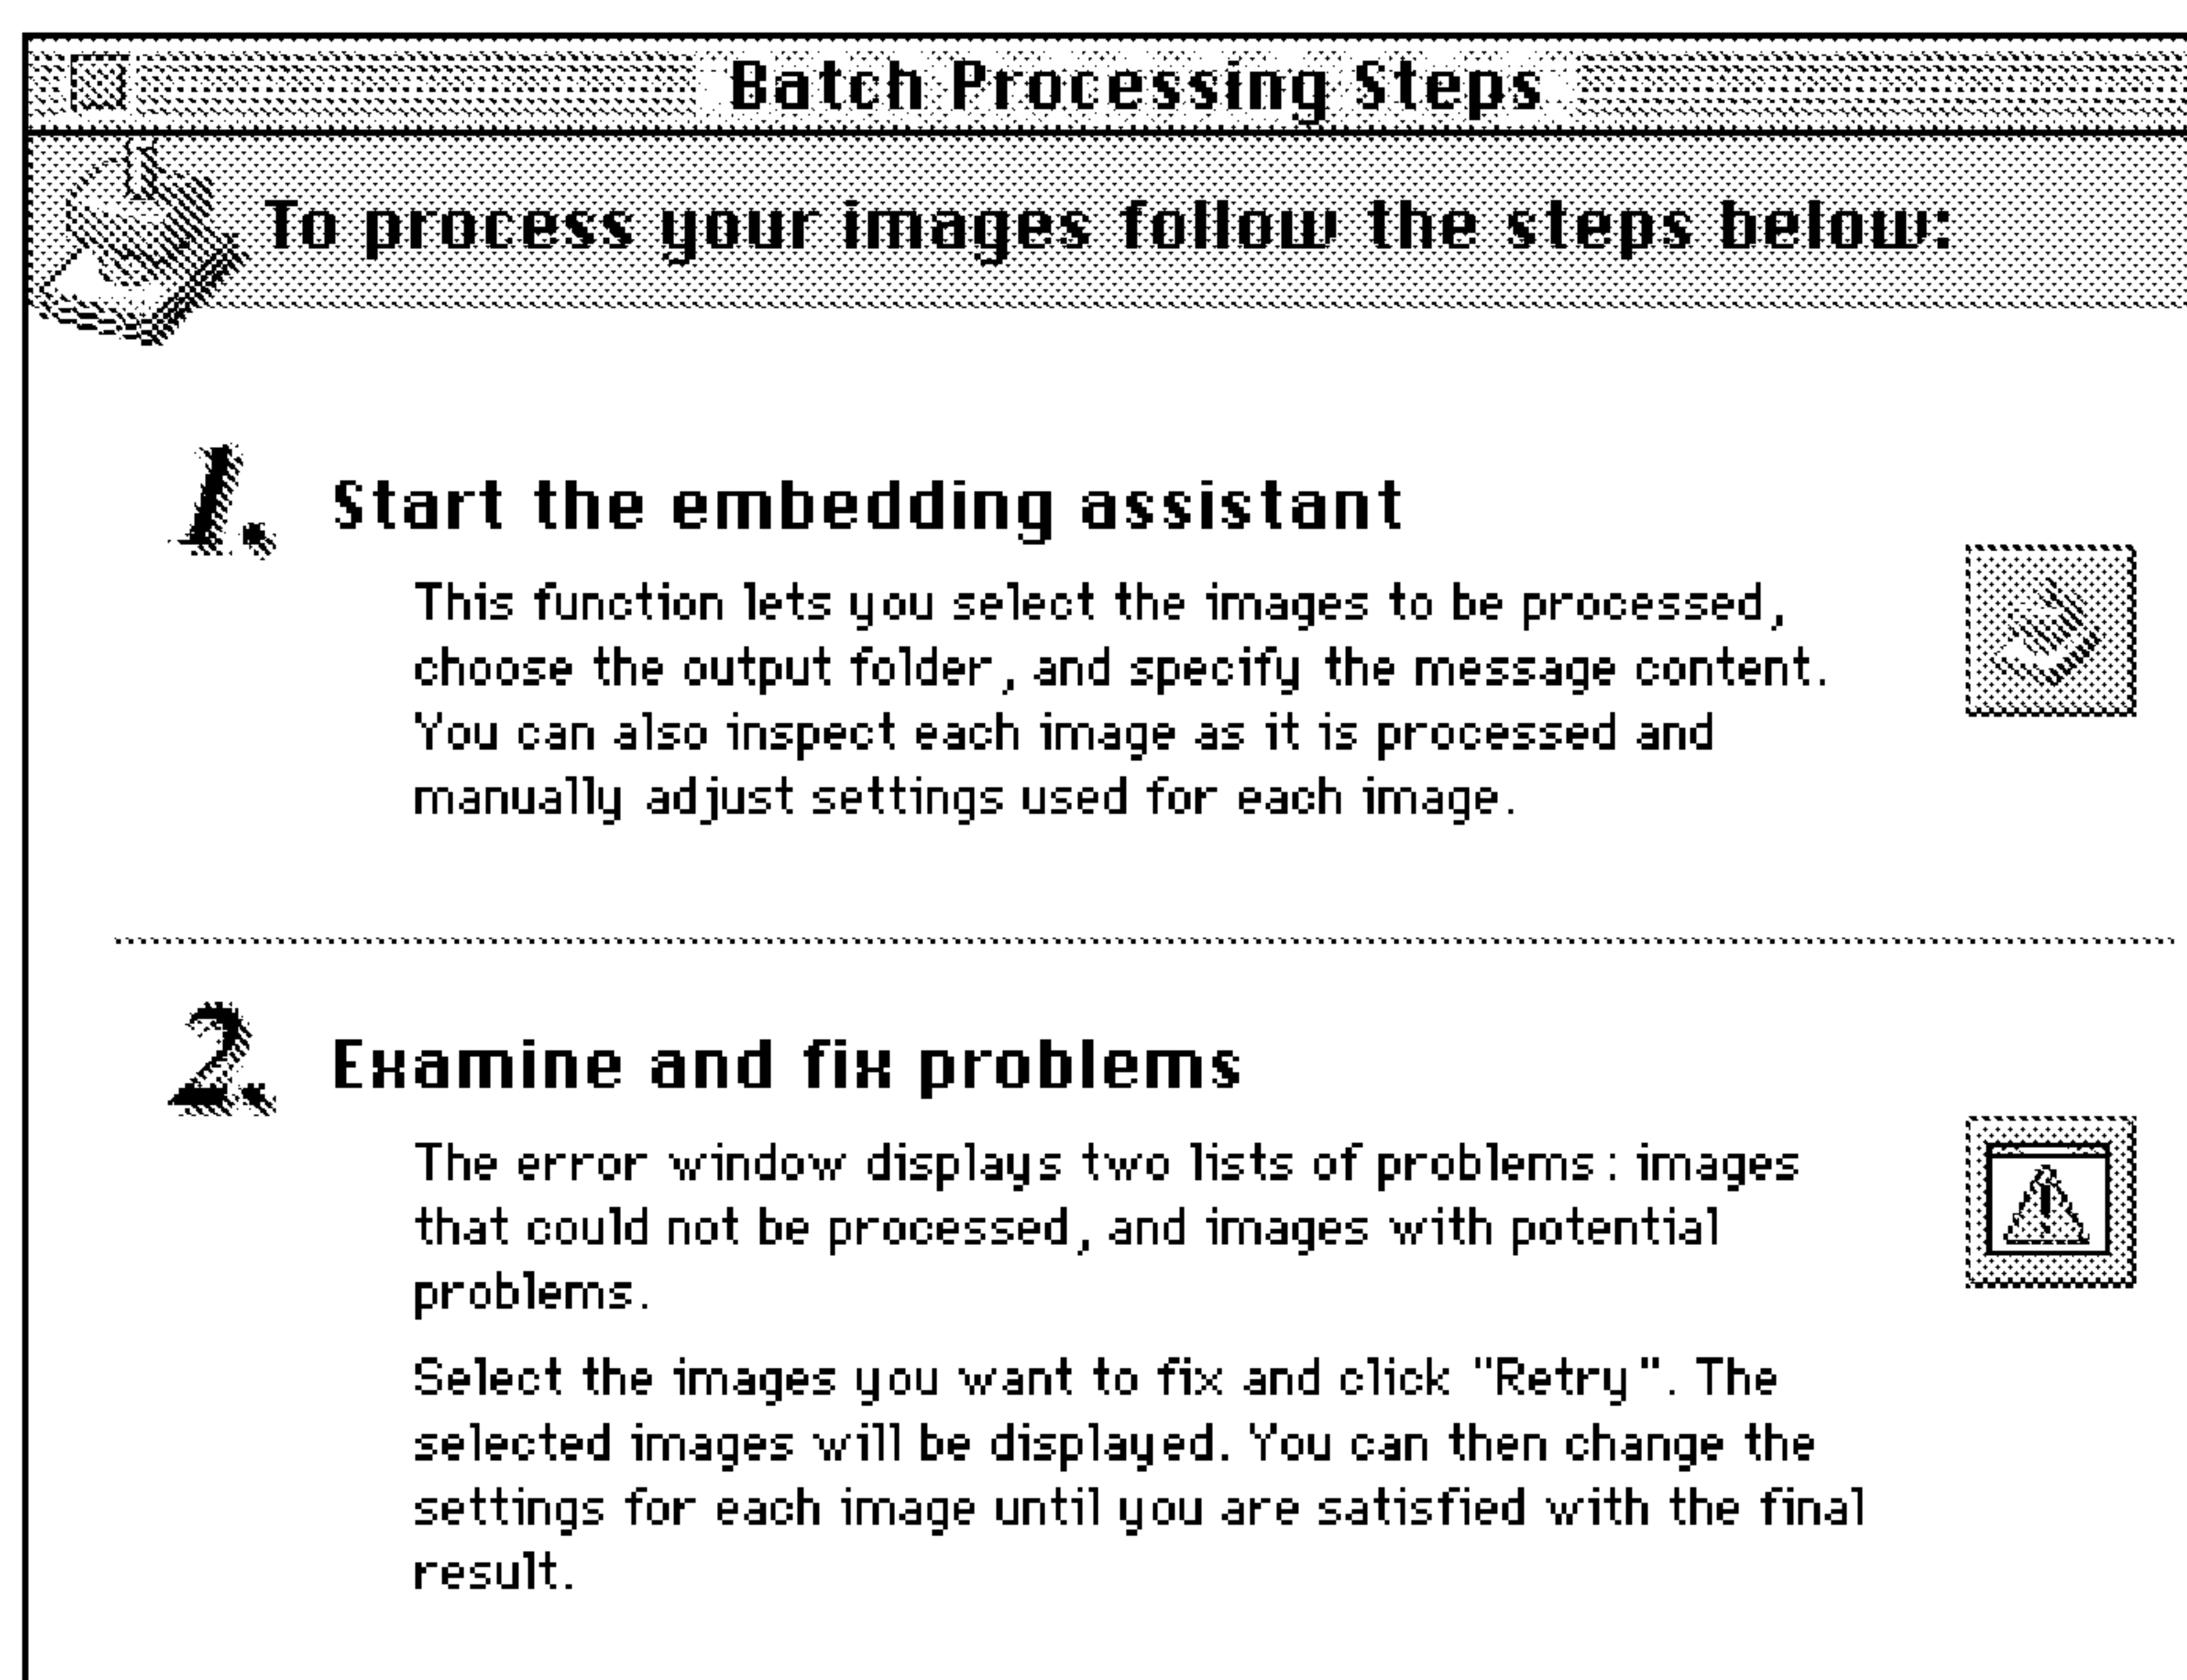 Batch Processing Steps
To process your images follow the steps below:
1. Start the embedding assistant
This function lets you select the images to be processed,
choose the output folder, and specify the message content.
You can also inspect each image as it is processed and
manually adjust settings used for each image.
2. Examine and fix problems
The error window displays two lists of problems: images
that could not be processed, and images with potential
problems.
Select the images you want to fix and click "Retry". The
selected images will be displayed. You can then change the
settings for each image until you are satisfied with the final
result.